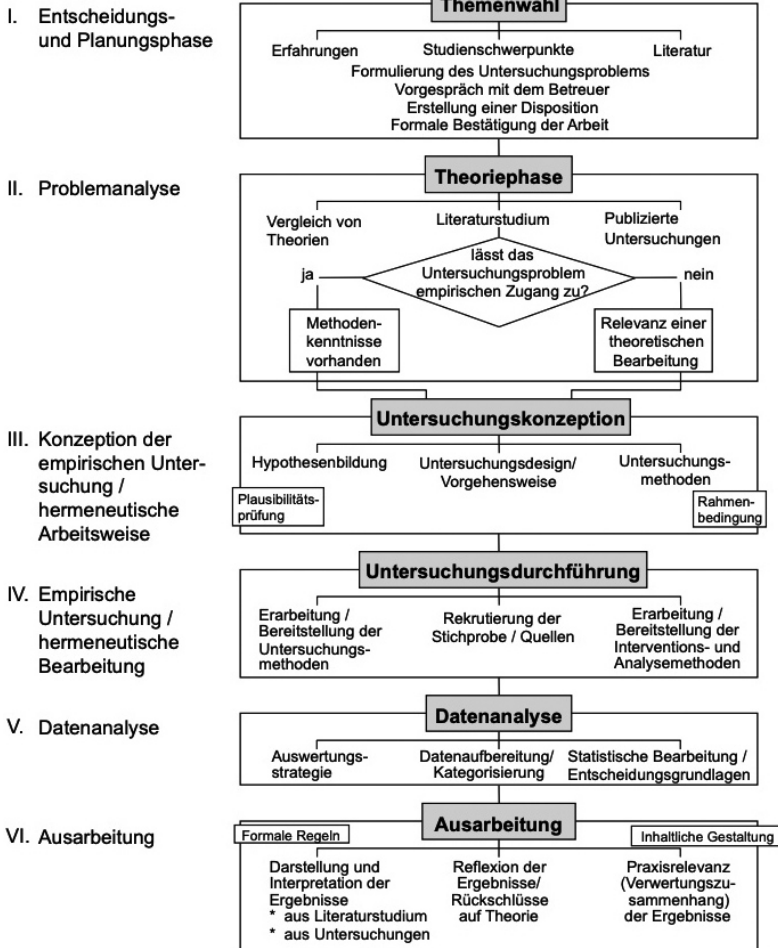 Themenwahl
I. Entscheidungs-
und Planungsphase
Erfahrungen
Studienschwerpunkte
Literatur
Formulierung des Untersuchungsproblems
Vorgespräch mit dem Betreuer
Erstellung einer Disposition
Formale Bestätigung der Arbeit
Theoriephase
II. Problemanalyse
Vergleich von
Theorien
Literaturstudium
Publizierte
Untersuchungen
lässt das
Untersuchungsproblem
empirischen Zugang zu?
ja
nein
Methoden-
kenntnisse
vorhanden
Relevanz einer
theoretischen
Bearbeitung
Untersuchungskonzeption
III. Konzeption der
empirischen Unter-
suchung /
hermeneutische
Arbeitsweise
Hypothesenbildung
Untersuchungsdesign/
Vorgehensweise
Untersuchungs-
methoden
Plausibilitäts-
prüfung
Rahmen-
bedingung
Untersuchungsdurchführung
IV. Empirische
Untersuchung /
hermeneutische
Bearbeitung
Erarbeitung /
Bereitstellung der
Untersuchungs-
methoden
Rekrutierung der
Stichprobe / Quellen
Erarbeitung /
Bereitstellung der
Interventions- und
Analysemethoden
Datenanalyse
V. Datenanalyse
Auswertungs-
strategie
Datenaufbereitung/
Kategorisierung
Statistische Bearbeitung /
Entscheidungsgrundlagen
Ausarbeitung
VI. Ausarbeitung
Formale Regeln
Inhaltliche Gestaltung
Darstellung und
Interpretation der
Ergebnisse
* aus Literaturstudium
* aus Untersuchungen
Reflexion der
Ergebnisse/
Rückschlüsse
auf Theorie
Praxisrelevanz
(Verwertungszu-
sammenhang)
der Ergebnisse